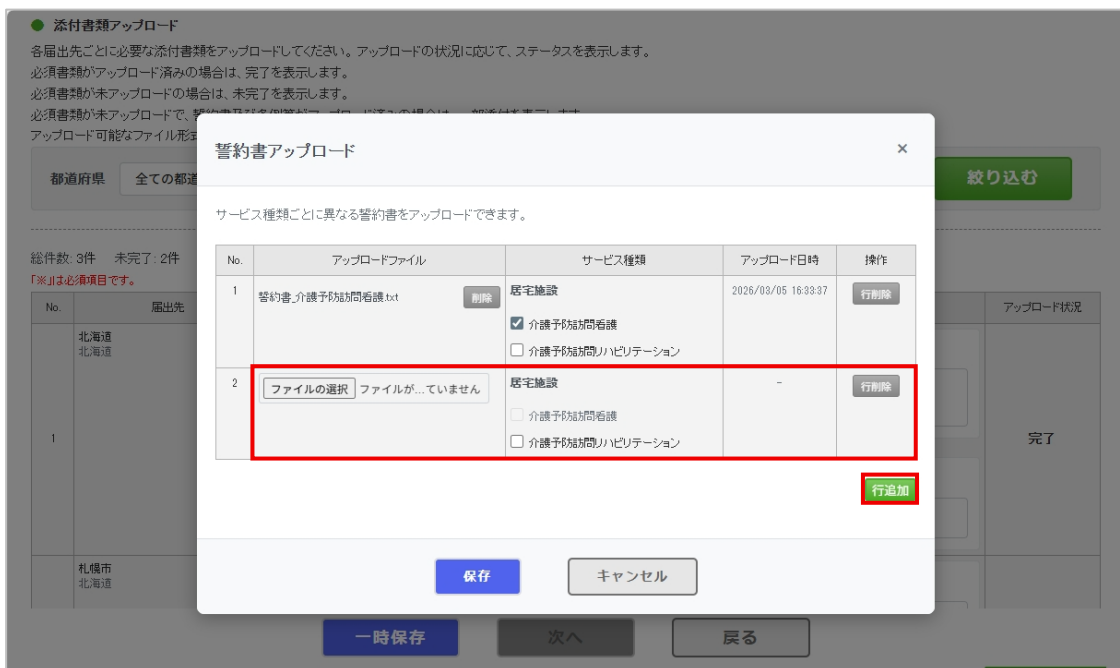 添付書類アップロード
各届出先ごとに必要な添付書類をアップロードしてください。アップロードの状況に応じて、ステータスを表示します。
必須書類がアップロード済みの場合は、完了を表示します。
必須書類が未アップロードの場合は、未完了を表示します。
必須書類が未アップロードで、
アップロード可能なファイル形式
都道府県 全ての都道
絞り込む
総件数: 3件 未完了: 2件
「※」は必須項目です。
No. 届出先 アップロード状況
1 北海道
北海道
完了
札幌市
北海道
誓約書アップロード ×
サービス種類ごとに異なる誓約書をアップロードできます。
No. アップロードファイル サービス種類 アップロード日時 操作
1 誓約書_介護予防訪問看護.txt 削除 居宅施設 2026/03/05 16:33:37 行削除
介護予防訪問看護
介護予防訪問リハビリテーション
2 ファイルの選択 ファイルが...ていません 居宅施設 - 行削除
介護予防訪問看護
介護予防訪問リハビリテーション
行追加
保存 キャンセル
一時保存 次へ 戻る